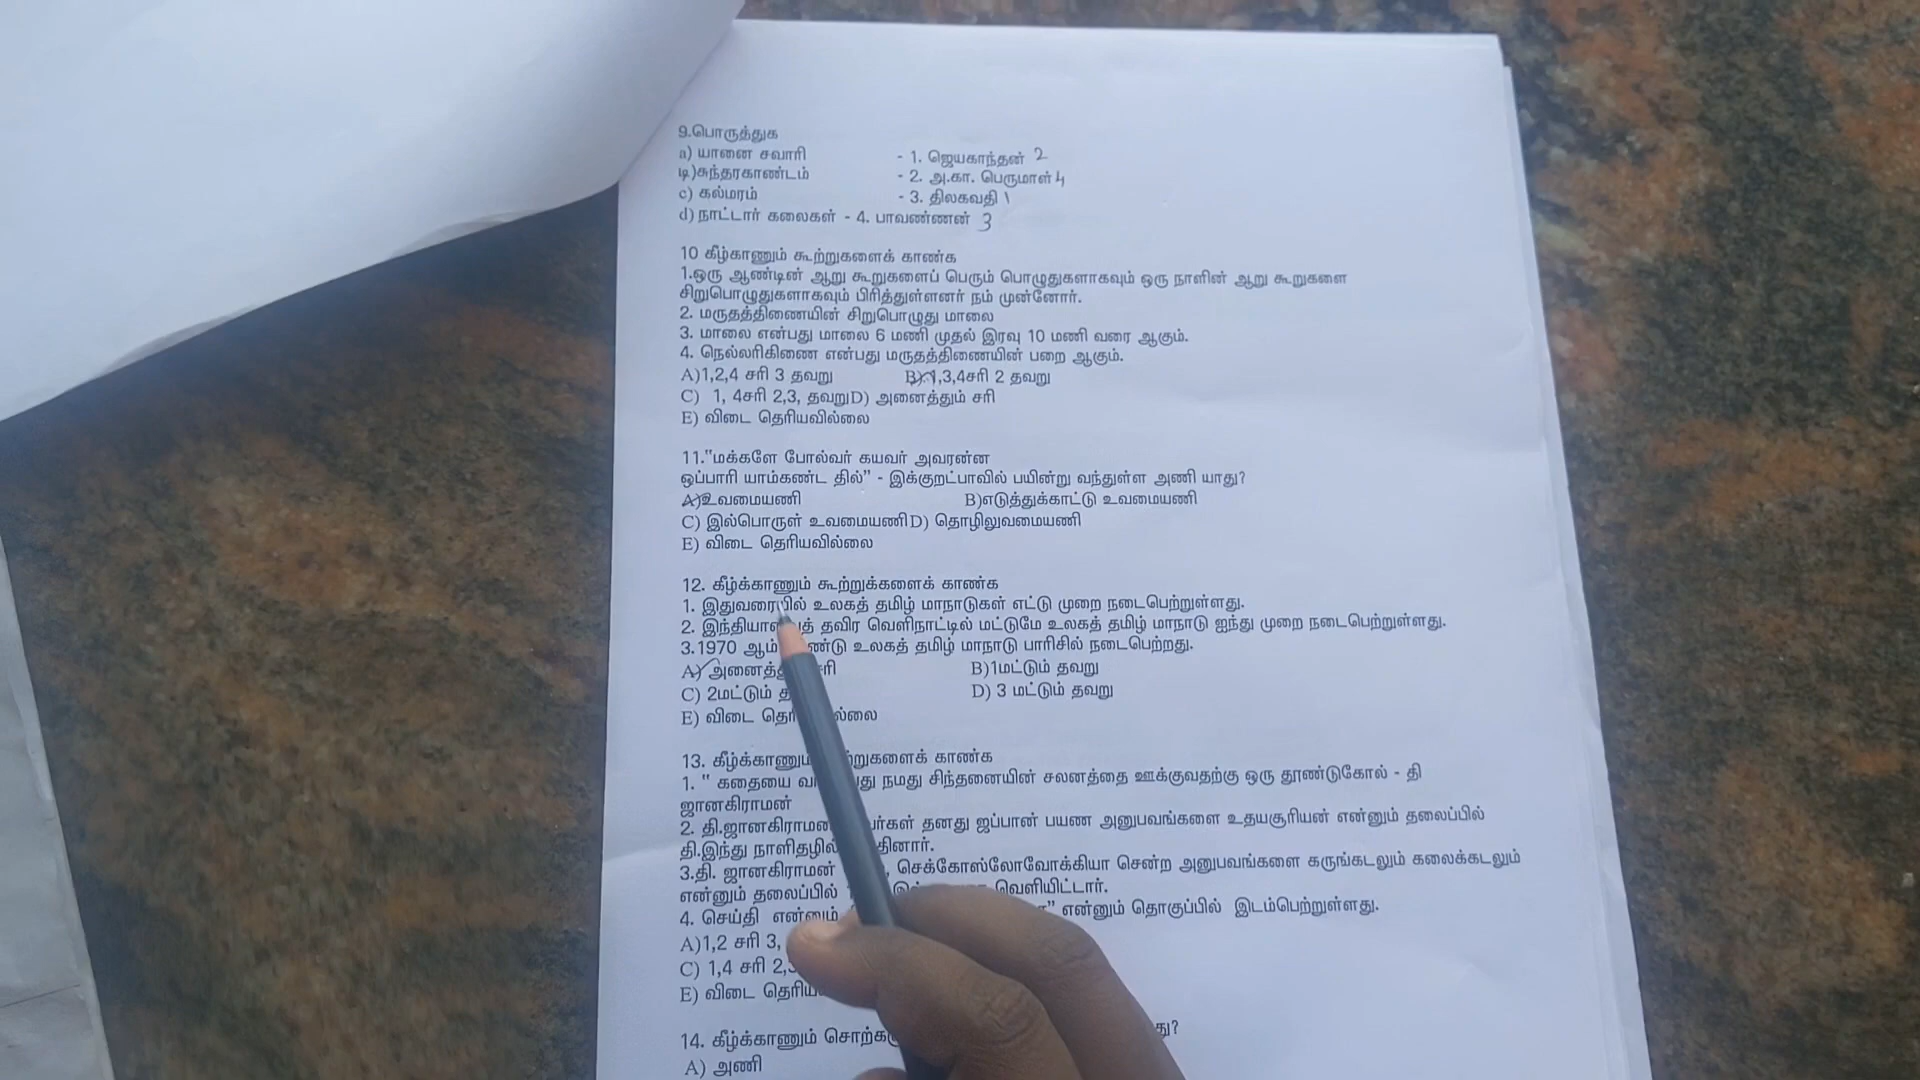 9.பொருத்துக
a) யானை சவாரி - 1. ஜெயகாந்தன் 2
டி)சுந்தரகாண்டம் - 2. அ.கா. பெருமாள் 4
c) கல்மரம் - 3. திலகவதி 1
d) நாட்டார் கலைகள் - 4. பாவண்ணன் 3
10 கீழ்காணும் கூற்றுகளைக் காண்க
1.ஒரு ஆண்டின் ஆறு கூறுகளைப் பெரும் பொழுதுகளாகவும் ஒரு நாளின் ஆறு கூறுகளை
சிறுபொழுதுகளாகவும் பிரித்துள்ளனர் நம் முன்னோர்.
2. மருதத்திணையின் சிறுபொழுது மாலை
3. மாலை என்பது மாலை 6 மணி முதல் இரவு 10 மணி வரை ஆகும்.
4. நெல்லரிகிணை என்பது மருதத்திணையின் பறை ஆகும்.
A)1,2,4 சரி 3 தவறு B) 1,3,4சரி 2 தவறு
C) 1, 4சரி 2,3, தவறுD) அனைத்தும் சரி
E) விடை தெரியவில்லை
11."மக்களே போல்வர் கயவர் அவரன்ன
ஒப்பாரி யாம்கண்ட தில்" - இக்குறட்பாவில் பயின்று வந்துள்ள அணி யாது?
A)உவமையணி B)எடுத்துக்காட்டு உவமையணி
C) இல்பொருள் உவமையணிD) தொழிலுவமையணி
E) விடை தெரியவில்லை
12. கீழ்க்காணும் கூற்றுக்களைக் காண்க
1. இதுவரையில் உலகத் தமிழ் மாநாடுகள் எட்டு முறை நடைபெற்றுள்ளது.
2. தவிர வெளிநாட்டில் மட்டுமே உலகத் தமிழ் மாநாடு ஐந்து முறை நடைபெற்றுள்ளது.
3.1970 உலகத் தமிழ் மாநாடு பாரிசில் நடைபெற்றது.
A) B)1மட்டும் தவறு
C) 2மட்டும் D) 3 மட்டும் தவறு
E) விடை
13. கீழ்க்காணும் காண்க
1. " கதையை நமது சிந்தனையின் சலனத்தை ஊக்குவதற்கு ஒரு தூண்டுகோல் - தி
ஜானகிராமன்
2. தி.ஜானகிராமன் தனது ஜப்பான் பயண அனுபவங்களை உதயசூரியன் என்னும் தலைப்பில்
தி.இந்து நாளிதழில்
3.தி. ஜானகிராமன் , செக்கோஸ்லோவோக்கியா சென்ற அனுபவங்களை கருங்கடலும் கலைக்கடலும்
என்னும் தலைப்பில் வெளியிட்டார்.
4. செய்தி என்னும் " என்னும் தொகுப்பில் இடம்பெற்றுள்ளது.
A)1,2 சரி 3,
C) 1,4 சரி
E) விடை
14. கீழ்க்காணும்
A) அணி